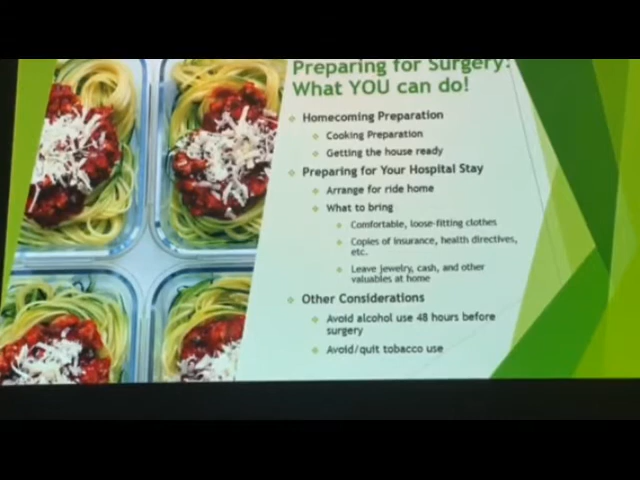 Preparing for Surgery:
What YOU can do!
Homecoming Preparation
Cooking Preparation
Getting the house ready
Preparing for Your Hospital Stay
Arrange for ride home
What to bring
Comfortable, loose-fitting clothes
Copies of insurance, health directives,
etc.
Leave jewelry, cash, and other
valuables at home
Other Considerations
Avoid alcohol use 48 hours before
surgery
Avoid/quit tobacco use